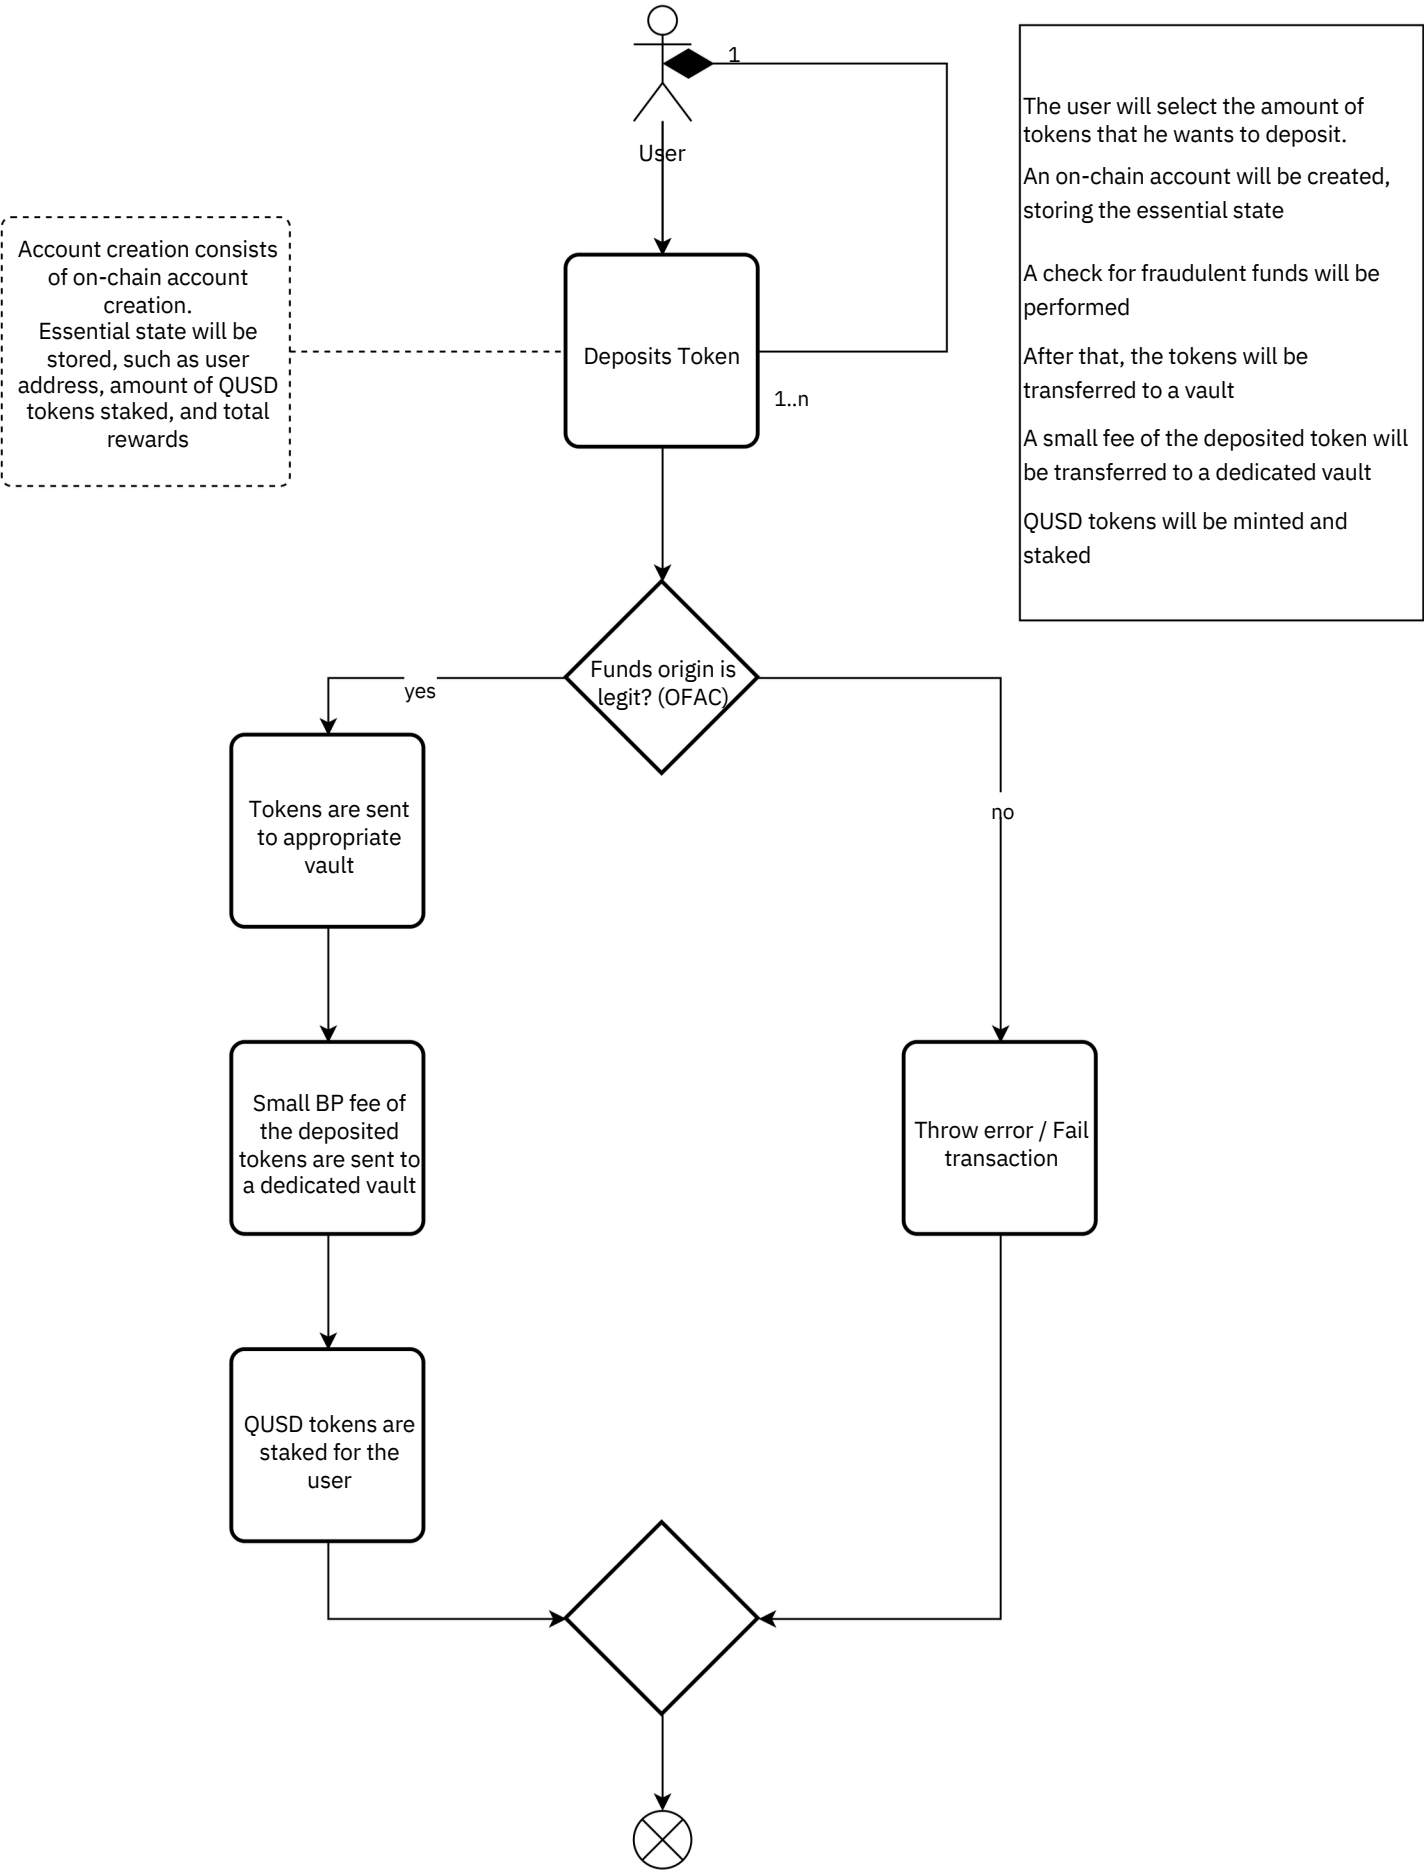 1
User
The user will select the amount of
tokens that he wants to deposit.
An on-chain account will be created,
storing the essential state
A check for fraudulent funds will be
performed
After that, the tokens will be
transferred to a vault
A small fee of the deposited token will
be transferred to a dedicated vault
QUSD tokens will be minted and
staked
Account creation consists
of on-chain account
creation.
Essential state will be
stored, such as user
address, amount of QUSD
tokens staked, and total
rewards
Deposits Token
1..n
Funds origin is
legit? (OFAC)
yes
no
Tokens are sent
to appropriate
vault
Small BP fee of
the deposited
tokens are sent to
a dedicated vault
Throw error / Fail
transaction
QUSD tokens are
staked for the
user